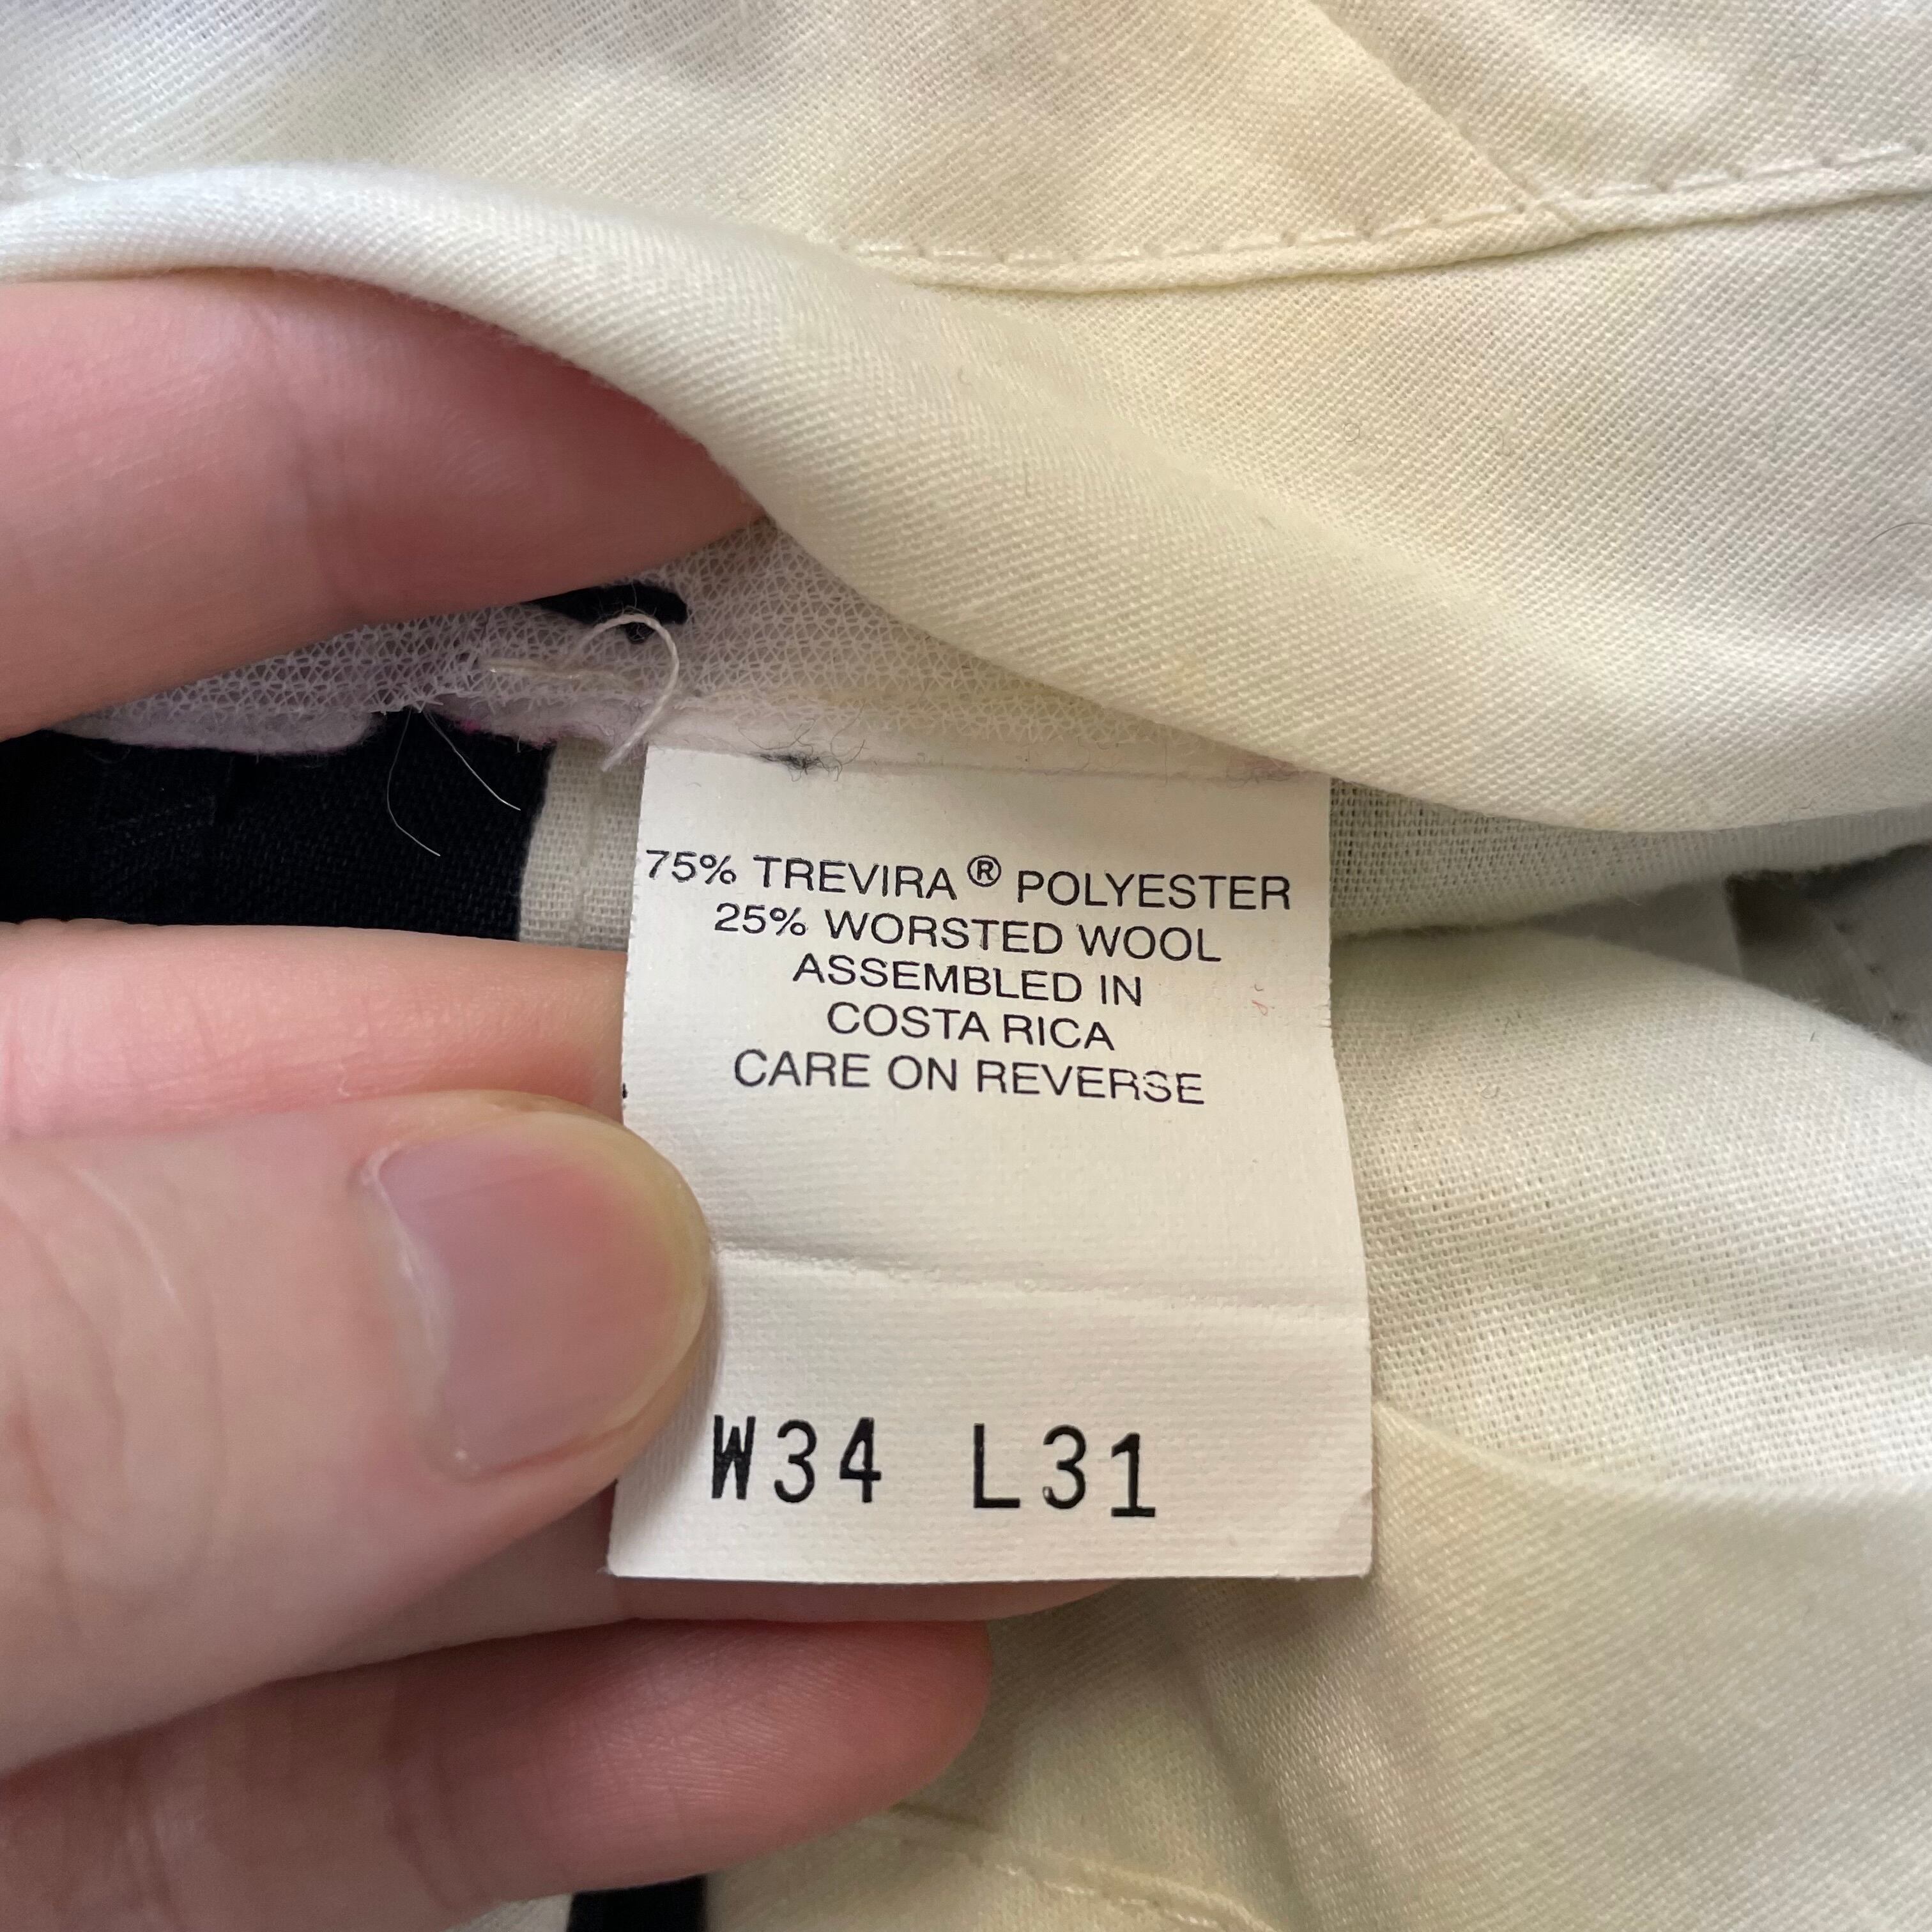 75% TREVIRA® POLYESTER
25% WORSTED WOOL
ASSEMBLED IN
COSTA RICA
CARE ON REVERSE
W34 L31